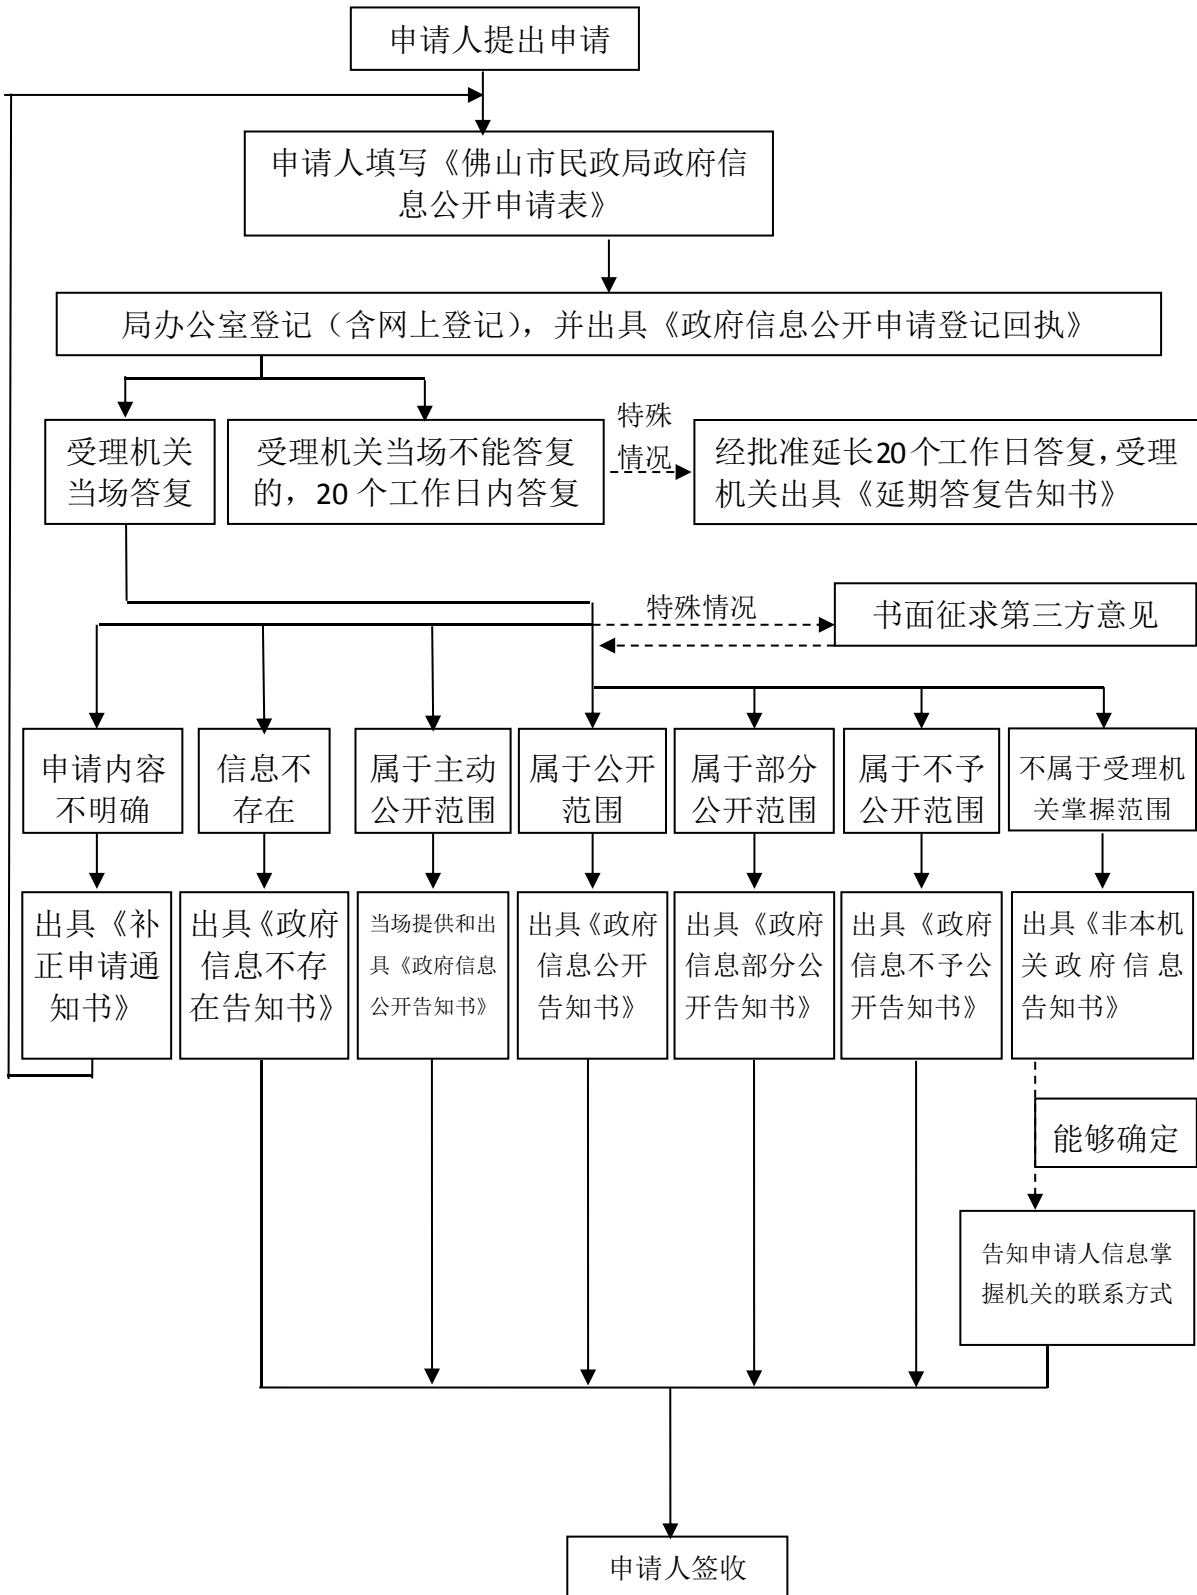 申请人提出申请
申请人填写《佛山市民政局政府信
息公开申请表》
局办公室登记（含网上登记），并出具《政府信息公开申请登记回执》
受理机关
当场答复
受理机关当场不能答复
的，20 个工作日内答复
特殊
情况
经批准延长20个工作日答复，受理
机关出具《延期答复告知书》
特殊情况
书面征求第三方意见
申请内容
不明确
信息不
存在
属于主动
公开范围
属于公开
范围
属于部分
公开范围
属于不予
公开范围
不属于受理机
关掌握范围
出具《补
正申请通
知书》
出具《政府
信息不存
在告知书》
当场提供和出
具《政府信息
公开告知书》
出具《政府
信息公开
告知书》
出具《政府
信息部分公
开告知书》
出具《政府
信息不予公
开告知书》
出具《非本机
关政府信息
告知书》
能够确定
告知申请人信息掌
握机关的联系方式
申请人签收